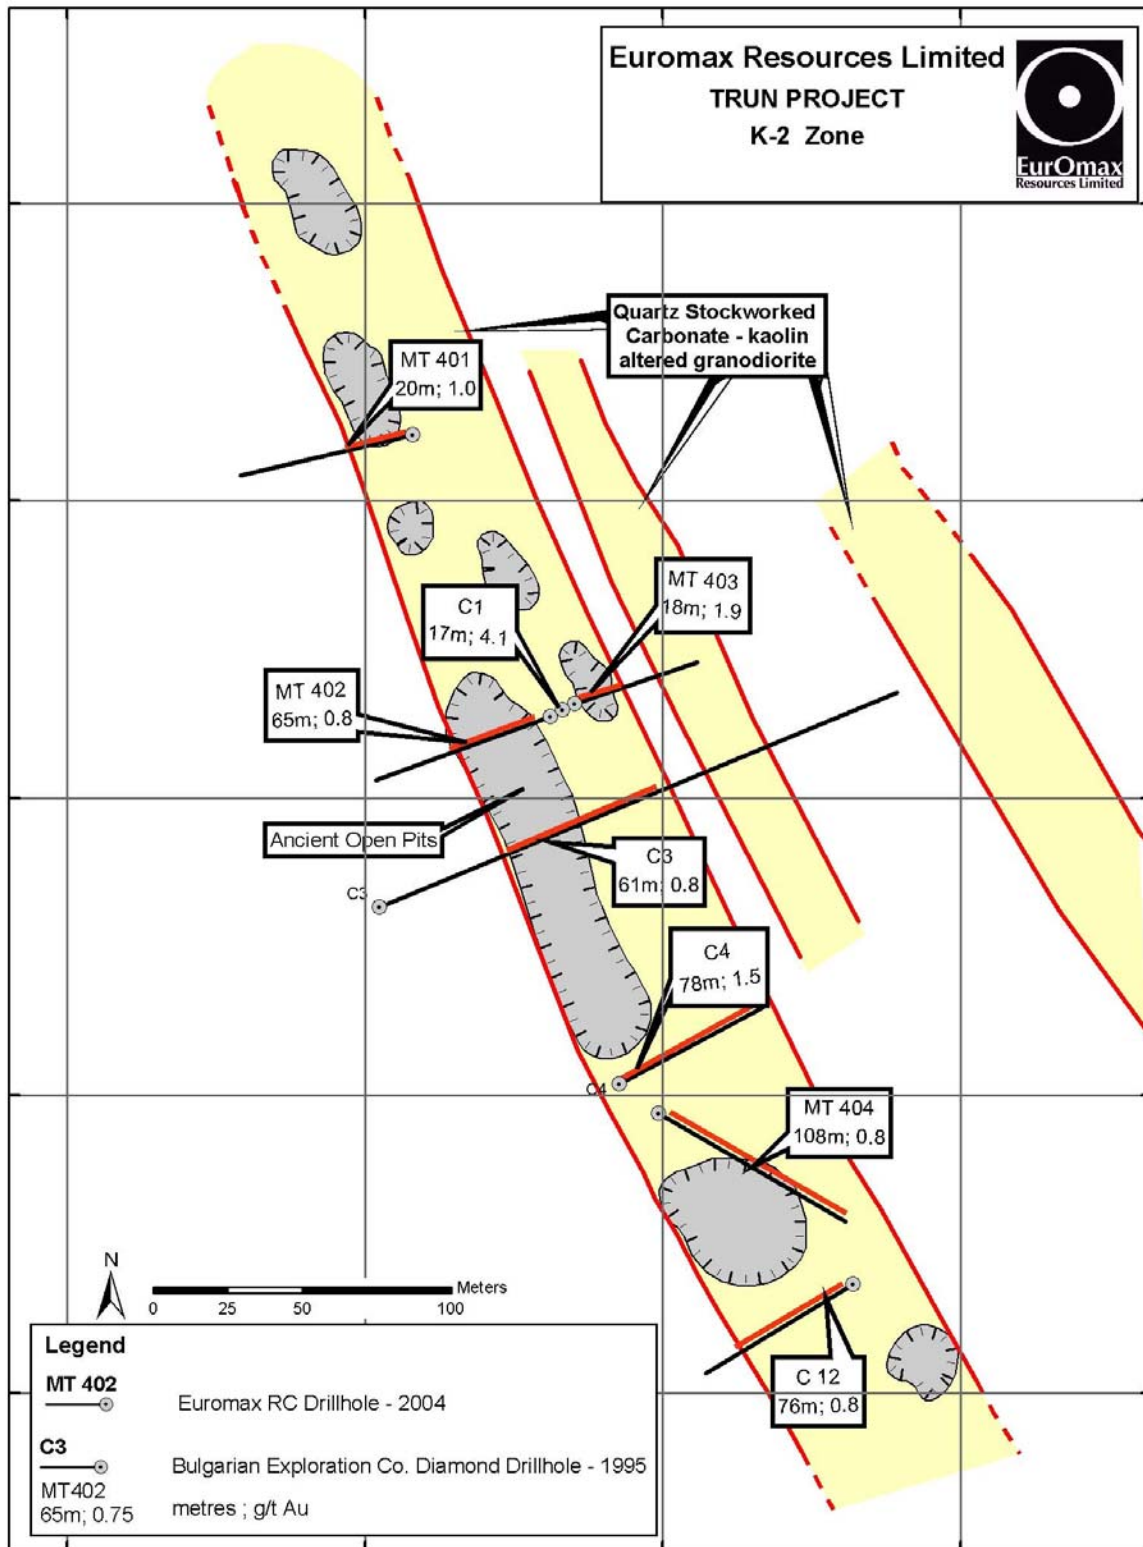 Euromax Resources Limited
TRUN PROJECT
K-2 Zone
EurOmax
Resources Limited
Quartz Stockworked
Carbonate - kaolin
altered granodiorite
MT 401
20m; 1.0
MT 403
18m; 1.9
C1
17m; 4.1
MT 402
65m; 0.8
Ancient Open Pits
C3
61m; 0.8
C3
C4
78m; 1.5
C4
MT 404
108m; 0.8
C 12
76m; 0.8
N
Meters
0 25 50 100
Legend
MT 402
Euromax RC Drillhole - 2004
C3
Bulgarian Exploration Co. Diamond Drillhole - 1995
MT402
65m; 0.75
metres ; g/t Au